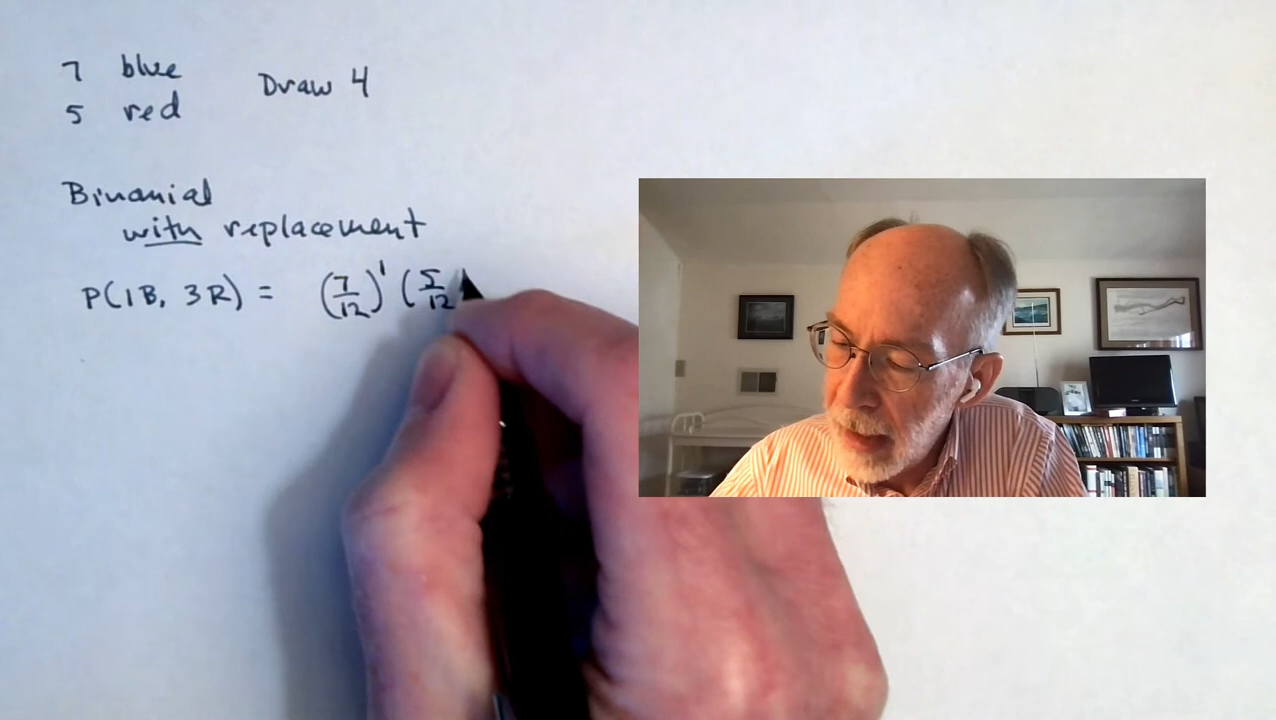 7 blue
5 red
Draw 4
Binomial
with replacement
P(1B, 3R) = (7/12)^1 (5/12